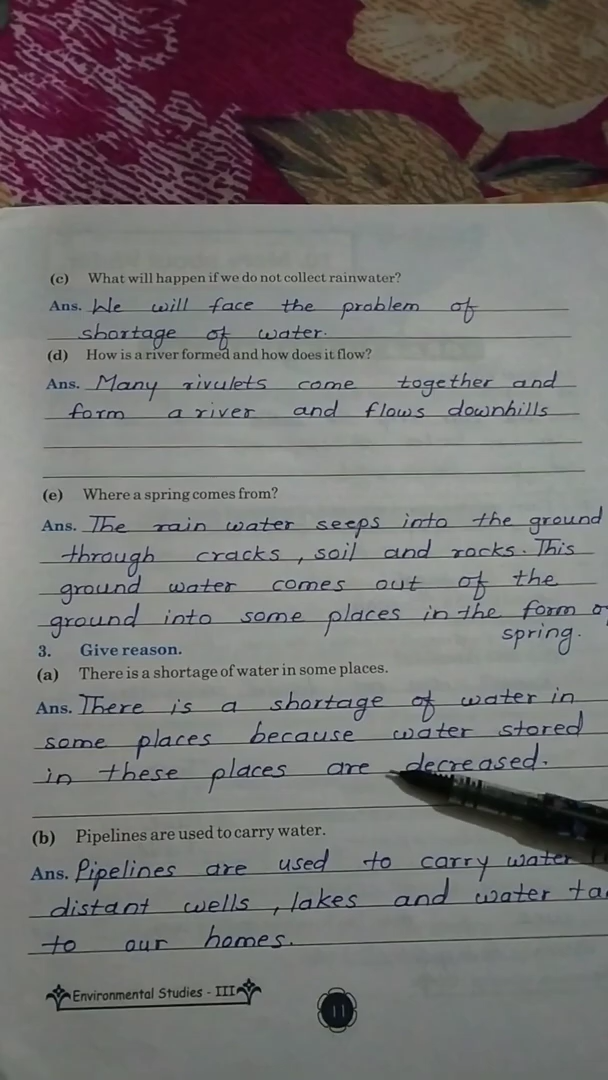 (c) What will happen if we do not collect rainwater?
Ans. We will face the problem of
shortage of water.
(d) How is a river formed and how does it flow?
Ans. Many rivulets come together and
form a river and flows downhills
(e) Where a spring comes from?
Ans. The rain water seeps into the ground
through cracks, soil and rocks. This
ground water comes out of the
ground into some places in the form
spring.
3. Give reason.
(a) There is a shortage of water in some places.
Ans. There is a shortage of water in
some places because water stored
in these places are decreased.
(b) Pipelines are used to carry water.
Ans. Pipelines are used to carry water
distant wells, lakes and water
to our homes.
Environmental Studies - III
11